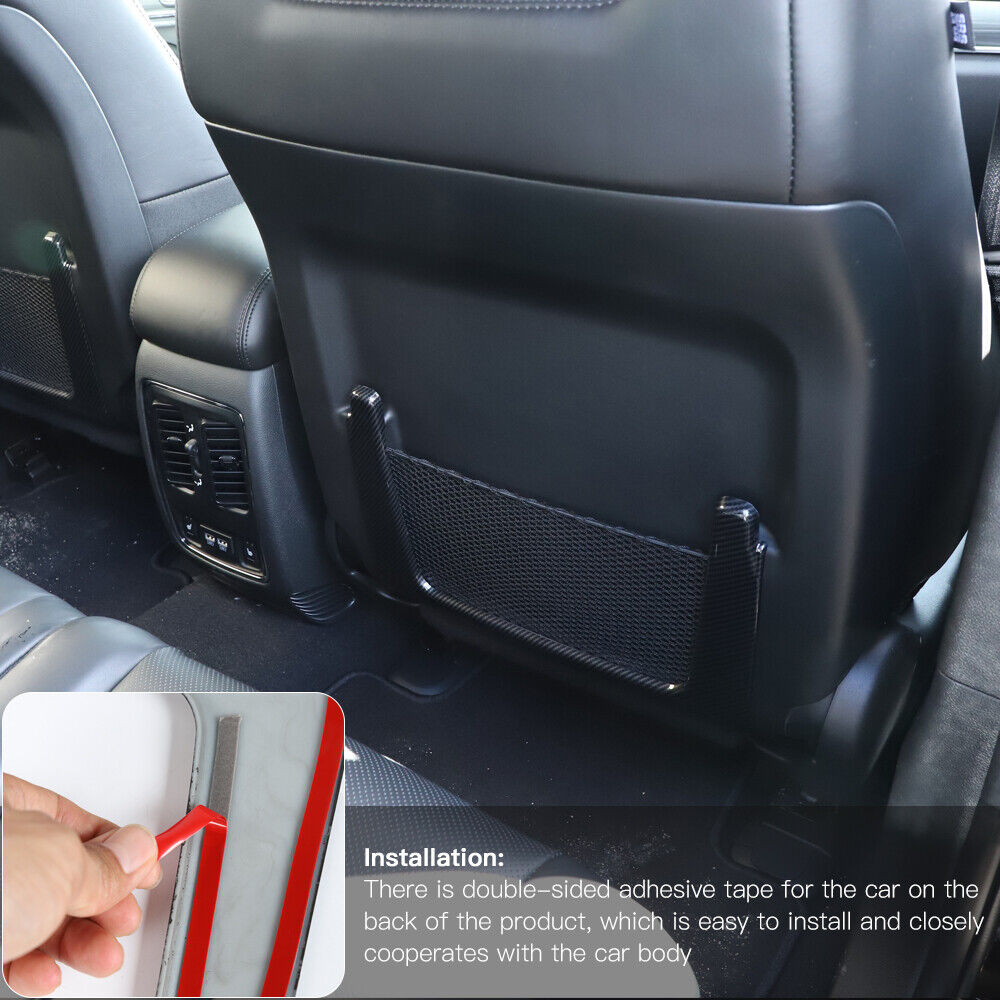 Installation:
There is double-sided adhesive tape for the car on the
back of the product, which is easy to install and closely
cooperates with the car body